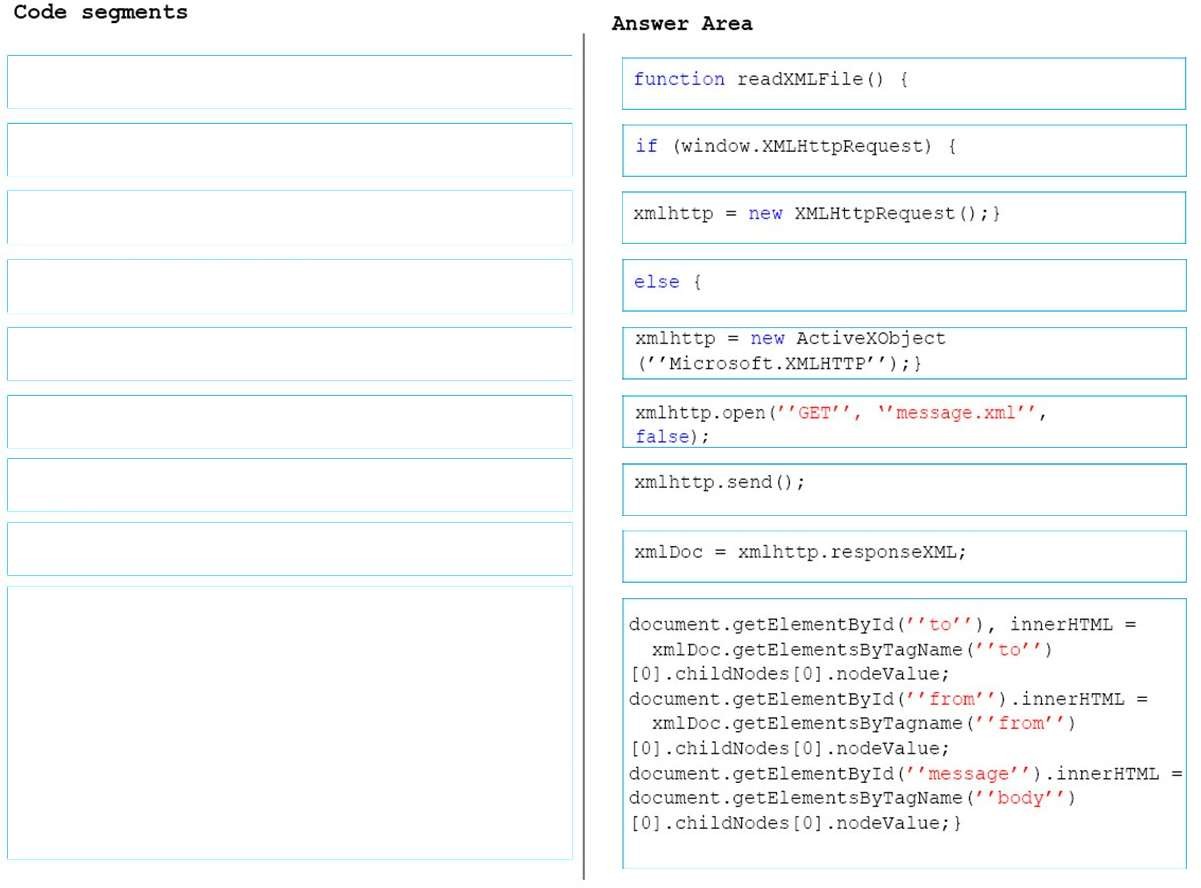 Code segments
Answer Area
function readXMLFile() {
if (window.XMLHttpRequest) {
xmlhttp = new XMLHttpRequest();}
else {
xmlhttp = new ActiveXObject
(’’Microsoft.XMLHTTP’’);}
xmlhttp.open(’’GET’’, ‘’message.xml’’,
false);
xmlhttp.send();
xmlDoc = xmlhttp.responseXML;
document.getElementById(’’to’’), innerHTML =
xmlDoc.getElementsByTagName(’’to’’)
[0].childNodes[0].nodeValue;
document.getElementById(’’from’’).innerHTML =
xmlDoc.getElementsByTagname(’’from’’)
[0].childNodes[0].nodeValue;
document.getElementById(’’message’’).innerHTML =
document.getElementsByTagName(’’body’’)
[0].childNodes[0].nodeValue;}